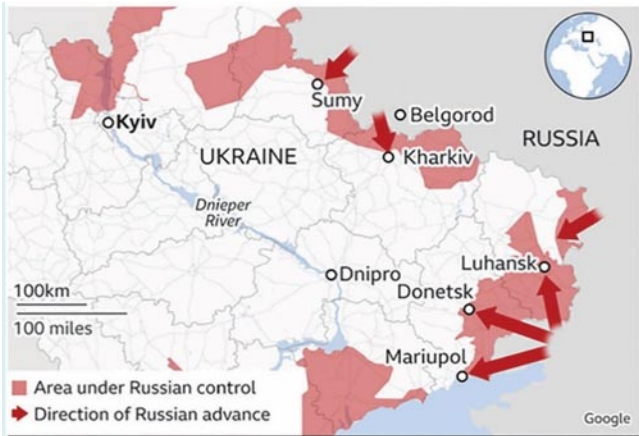 Sumy
Belgorod
Kyiv
RUSSIA
UKRAINE
Kharkiv
Dnieper
River
Luhansk
Dnipro
100km
Donetsk
100 miles
Mariupol
Area under Russian control
Direction of Russian advance
Google